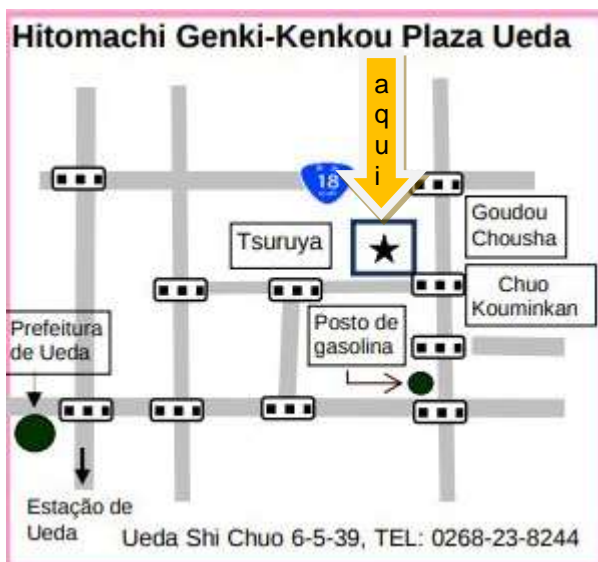 Hitomachi Genki-Kenkou Plaza Ueda
aqui
18
Goudou
Chousha
Tsuruya
Chuo
Kouminkan
Prefeitura
de Ueda
Posto de
gasolina
Estação de
Ueda
Ueda Shi Chuo 6-5-39, TEL: 0268-23-8244